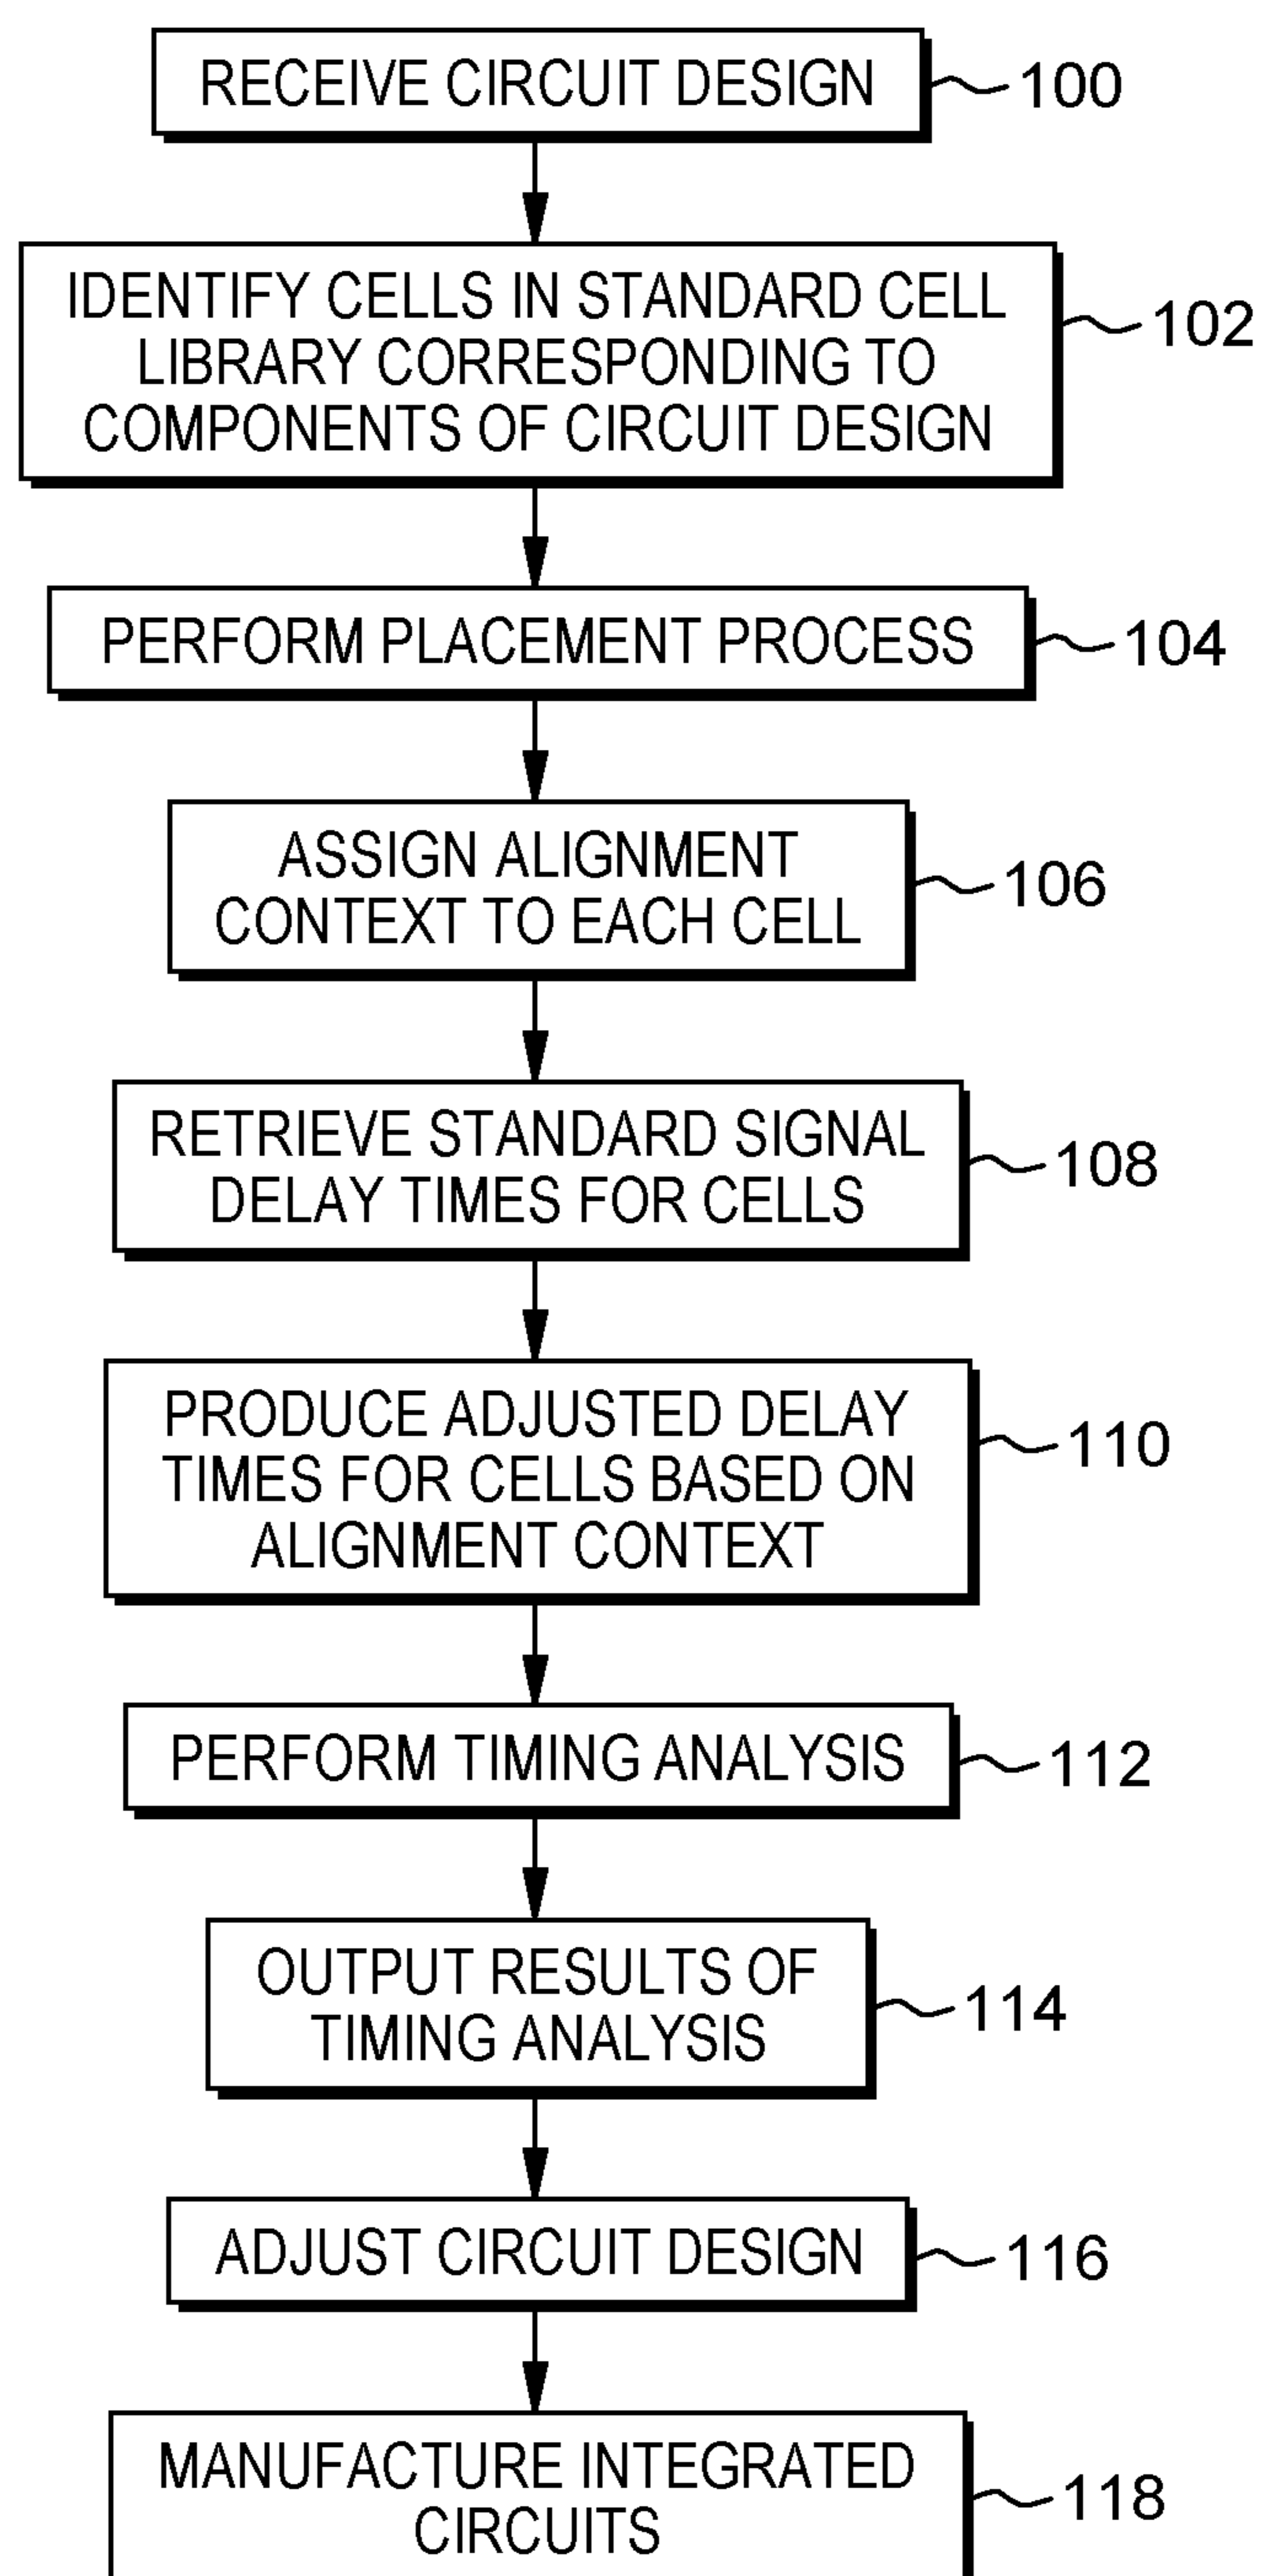 RECEIVE CIRCUIT DESIGN
100
IDENTIFY CELLS IN STANDARD CELL
LIBRARY CORRESPONDING TO
COMPONENTS OF CIRCUIT DESIGN
102
PERFORM PLACEMENT PROCESS
104
ASSIGN ALIGNMENT
CONTEXT TO EACH CELL
106
RETRIEVE STANDARD SIGNAL
DELAY TIMES FOR CELLS
108
PRODUCE ADJUSTED DELAY
TIMES FOR CELLS BASED ON
ALIGNMENT CONTEXT
110
PERFORM TIMING ANALYSIS
112
OUTPUT RESULTS OF
TIMING ANALYSIS
114
ADJUST CIRCUIT DESIGN
116
MANUFACTURE INTEGRATED
CIRCUITS
118